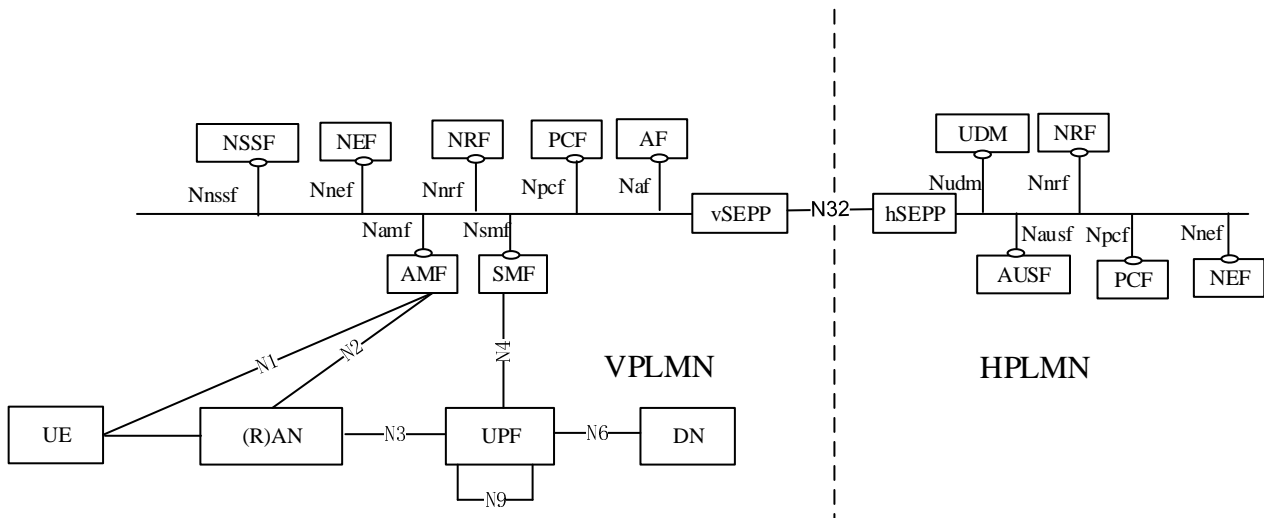 NSSF
NEF
NRF
PCF
AF
UDM
NRF
Nnssf
Nnef
Nnrf
Npcf
Naf
Nudm
Nnrf
vSEPP
N32
hSEPP
Namf
Nsmf
Nausf
Npcf
Nnef
AMF
SMF
AUSF
PCF
NEF
N1
N2
N4
VPLMN
HPLMN
UE
(R)AN
N3
UPF
N6
DN
N9